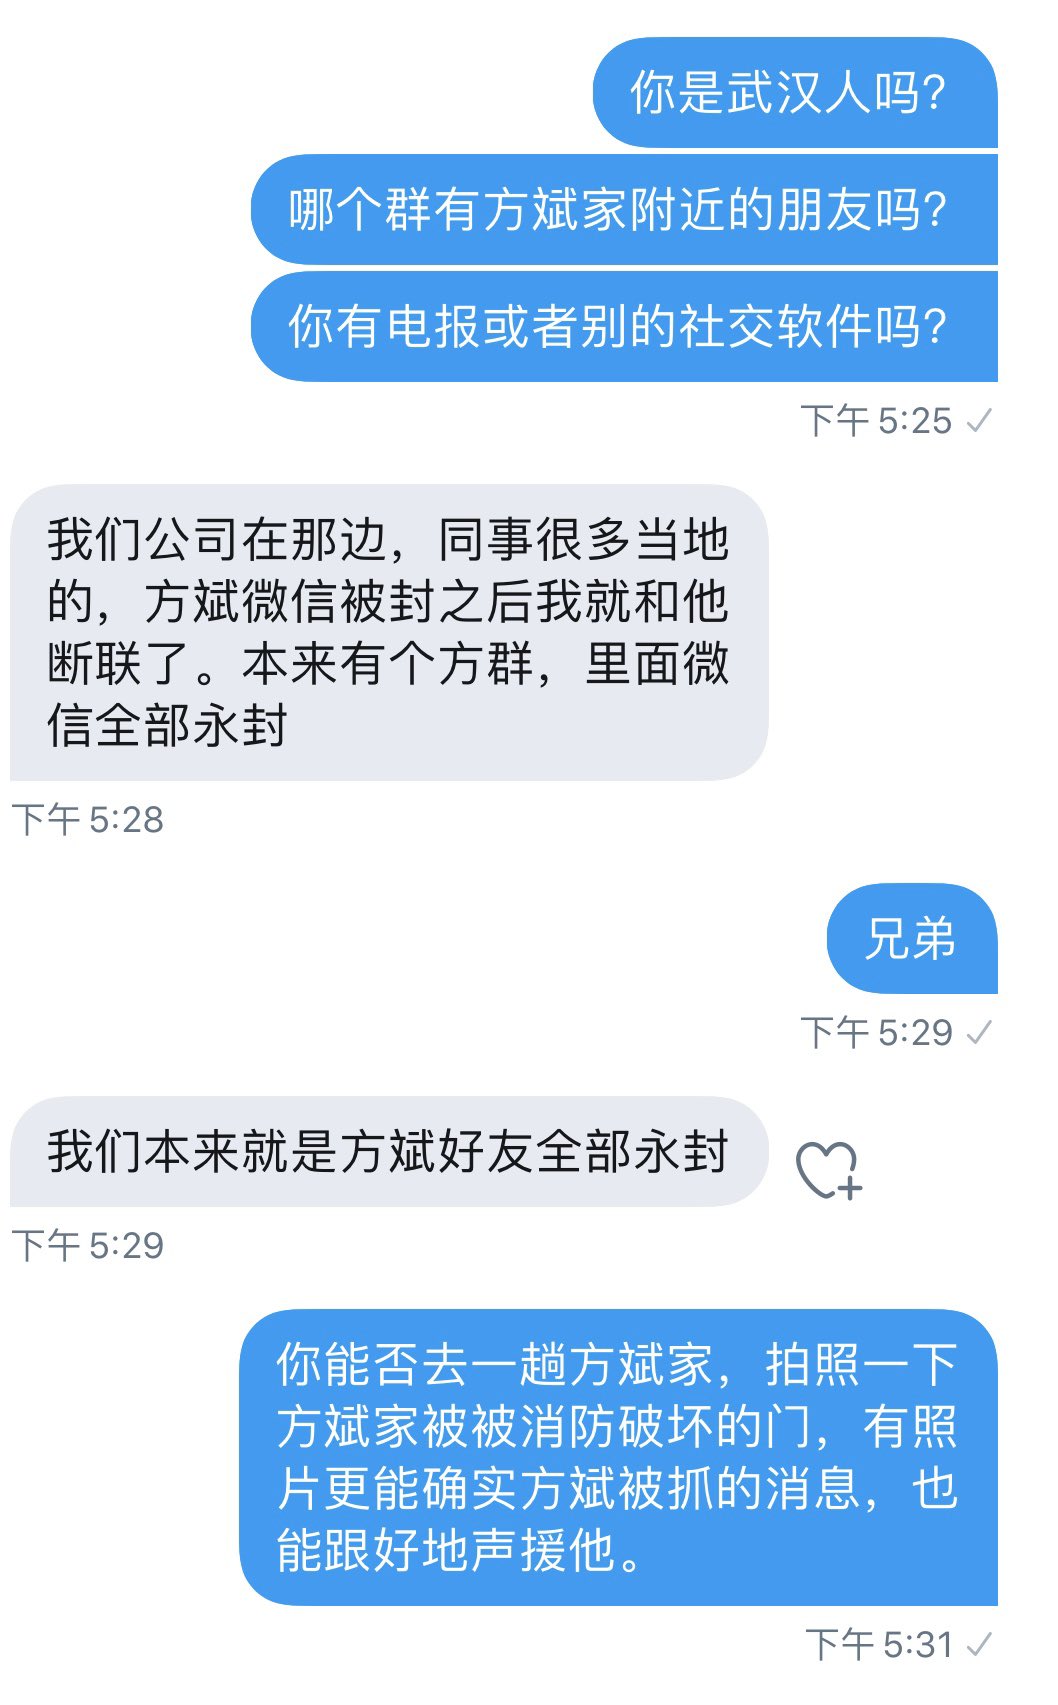 你是武汉人吗?
哪个群有方斌家附近的朋友吗?
你有电报或者别的社交软件吗?
下午 5:25
我们公司在那边，同事很多当地
的，方斌微信被封之后我就和他
断联了。本来有个方群，里面微
信全部永封
下午 5:28
兄弟
下午 5:29
我们本来就是方斌好友全部永封
下午 5:29
你能否去一趟方斌家，拍照一下
方斌家被被消防破坏的门，有照
片更能确实方斌被抓的消息，也
能跟好地声援他。
下午 5:31